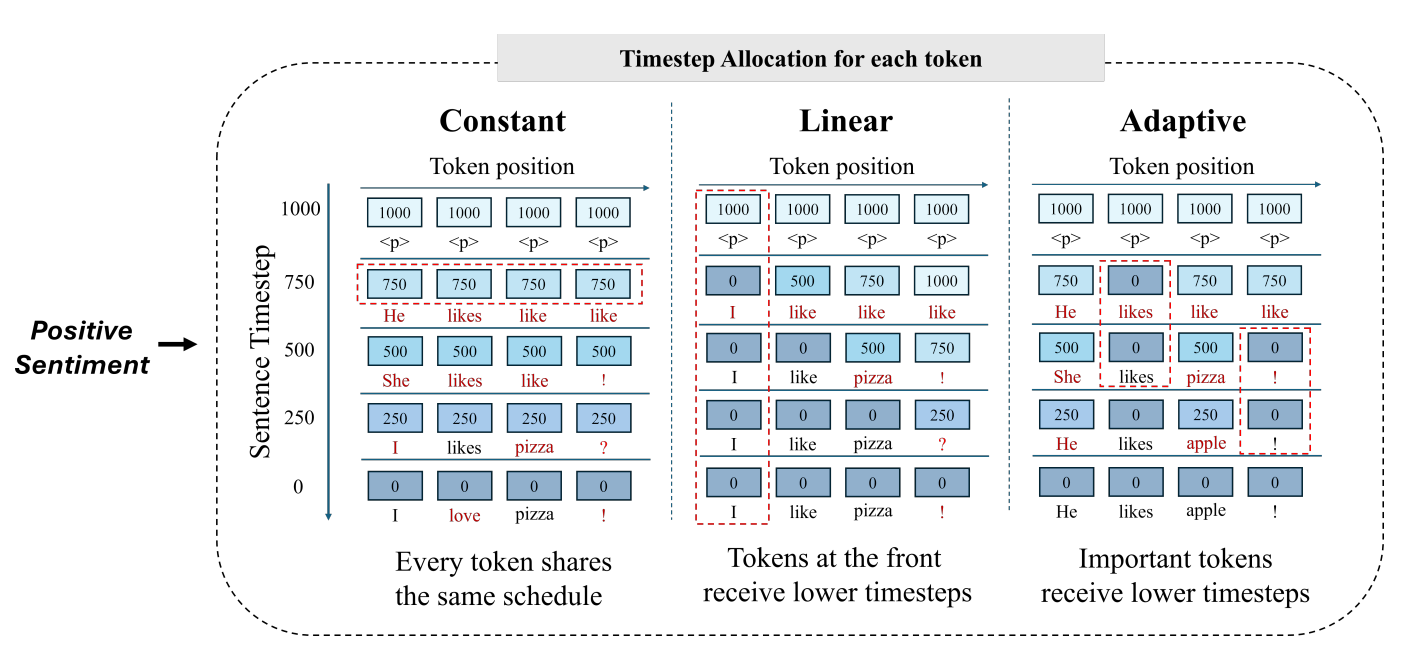 Timestep Allocation for each token
Positive
Sentiment
Sentence Timestep
1000
750
500
250
0
Constant
Token position
1000 1000 1000 1000
<p> <p> <p> <p>
750 750 750 750
He likes like like
500 500 500 500
She likes like !
250 250 250 250
I likes pizza ?
0 0 0 0
I love pizza !
Every token shares
the same schedule
Linear
Token position
1000 1000 1000 1000
<p> <p> <p> <p>
0 500 750 1000
I like like like
0 0 500 750
I like pizza !
0 0 0 250
I like pizza ?
0 0 0 0
I like pizza !
Tokens at the front
receive lower timesteps
Adaptive
Token position
1000 1000 1000 1000
<p> <p> <p> <p>
750 0 750 750
He likes like like
500 0 500 0
She likes pizza !
250 0 250 0
He likes apple !
0 0 0 0
He likes apple !
Important tokens
receive lower timesteps